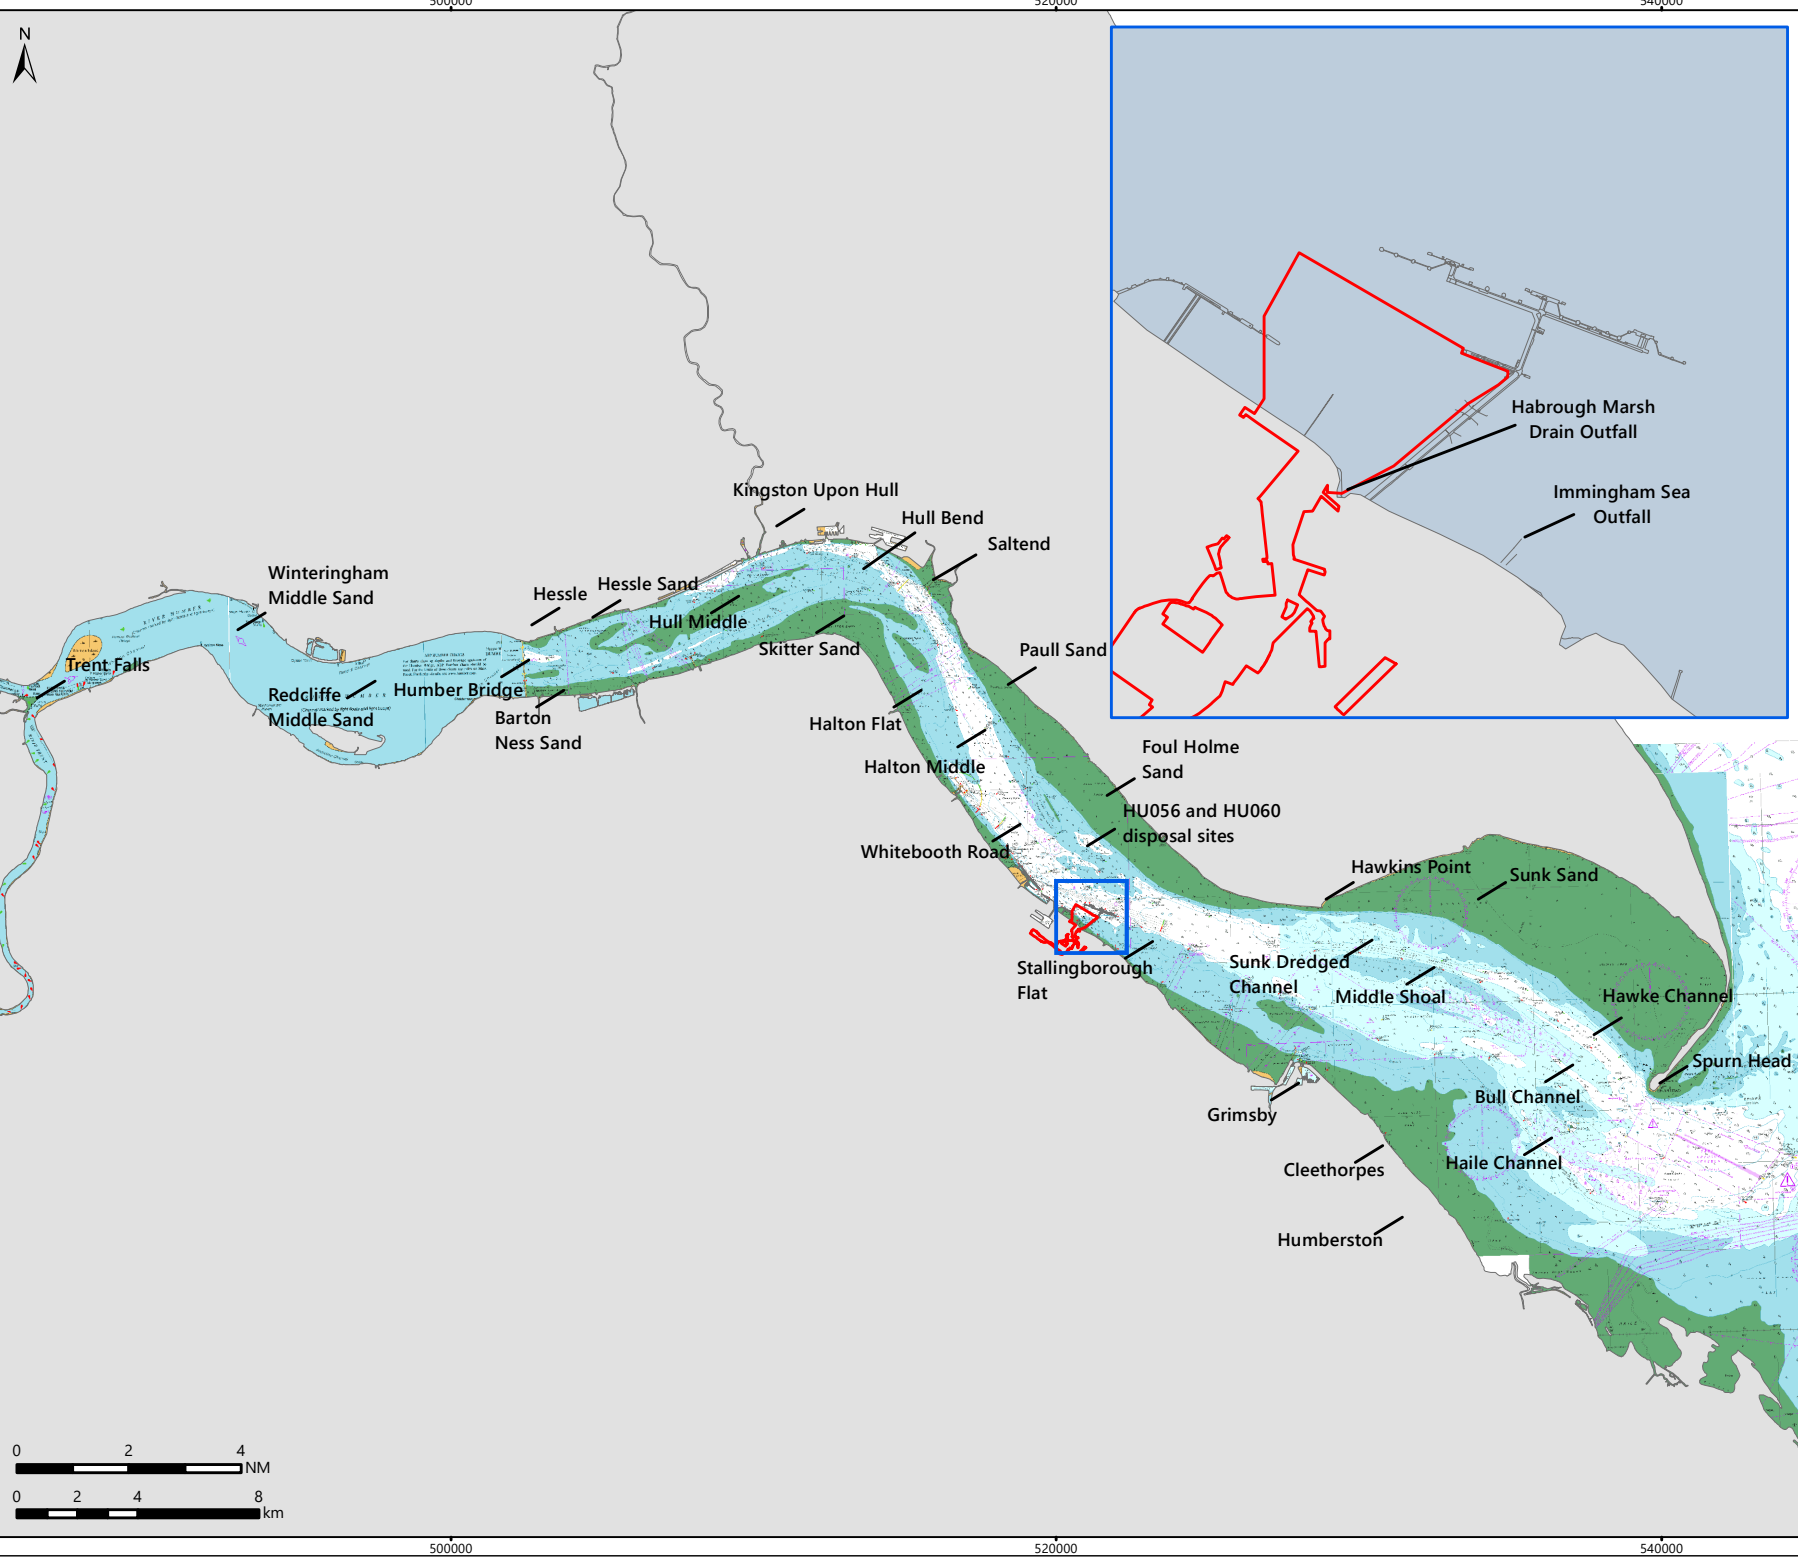 500000
520000
540000
N
Habrough Marsh
Drain Outfall
Immingham Sea
Outfall
Kingston Upon Hull
Hull Bend
Saltend
Winteringham
Middle Sand
Hessle
Hessle Sand
Hull Middle
Skitter Sand
Paull Sand
Trent Falls
RIVER HUMBER
Redcliffe
Middle Sand
Humber Bridge
Barton
Ness Sand
Halton Flat
Halton Middle
Foul Holme
Sand
HU056 and HU060
disposal sites
Whitebooth Road
Hawkins Point
Sunk Sand
Stallingborough
Flat
Sunk Dredged
Channel
Middle Shoal
Hawke Channel
Spurn Head
Bull Channel
Grimsby
Haile Channel
Cleethorpes
Humberston
0 2 4
NM
0 2 4 8
km
500000
520000
540000